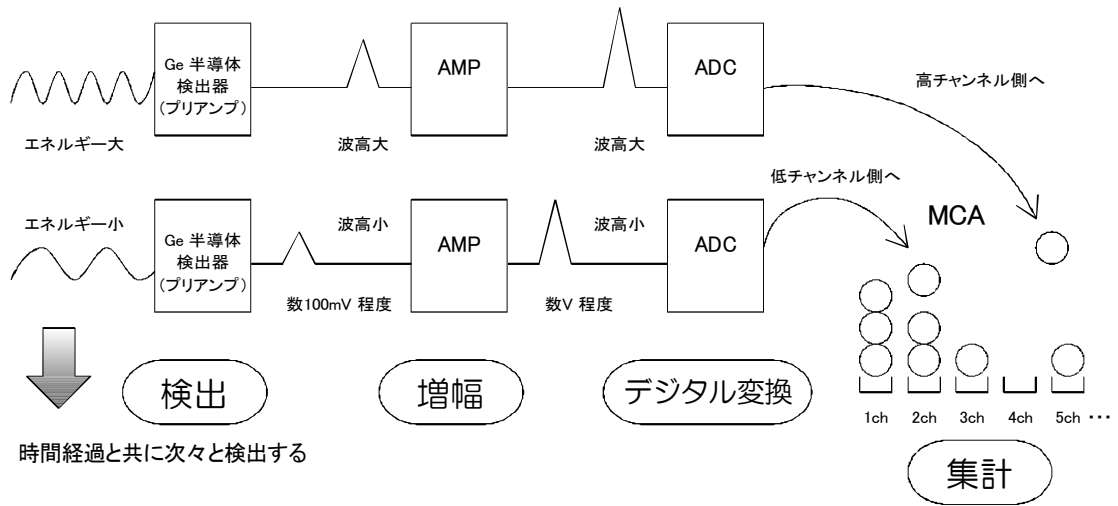 Ge 半導体
検出器
(プリアンプ)
AMP
ADC
高チャンネル側へ
エネルギー大
波高大
波高大
低チャンネル側へ
エネルギー小
Ge 半導体
検出器
(プリアンプ)
波高小
AMP
波高小
ADC
MCA
数100mV 程度
数V 程度
検出
増幅
デジタル変換
1ch 2ch 3ch 4ch 5ch ･･･
時間経過と共に次々と検出する
集計